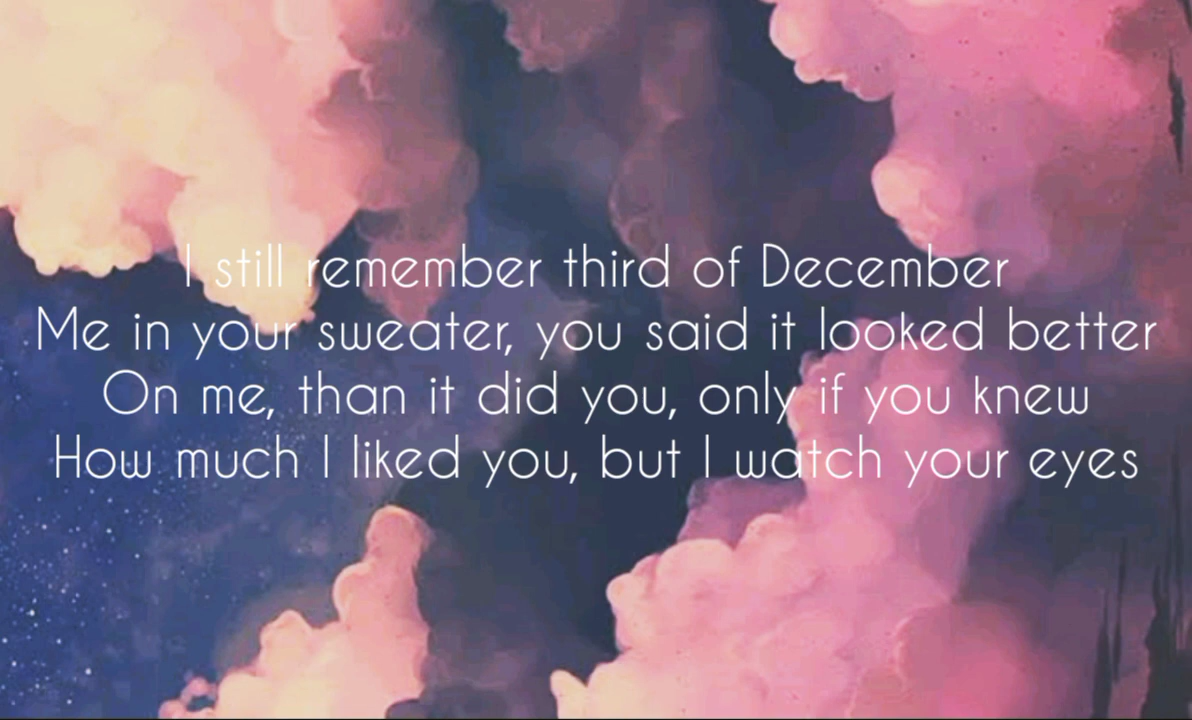 I still remember third of December
Me in your sweater, you said it looked better
On me, than it did you, only if you knew
How much I liked you, but I watch your eyes